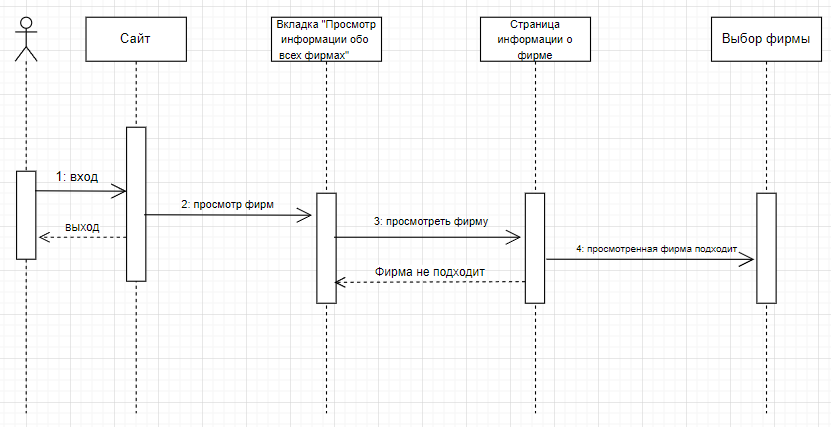 Сайт
Вкладка "Просмотр
информации обо
всех фирмах"
Страница
информации о
фирме
Выбор фирмы
1: вход
2: просмотр фирм
3: просмотреть фирму
выход
4: просмотренная фирма подходит
Фирма не подходит